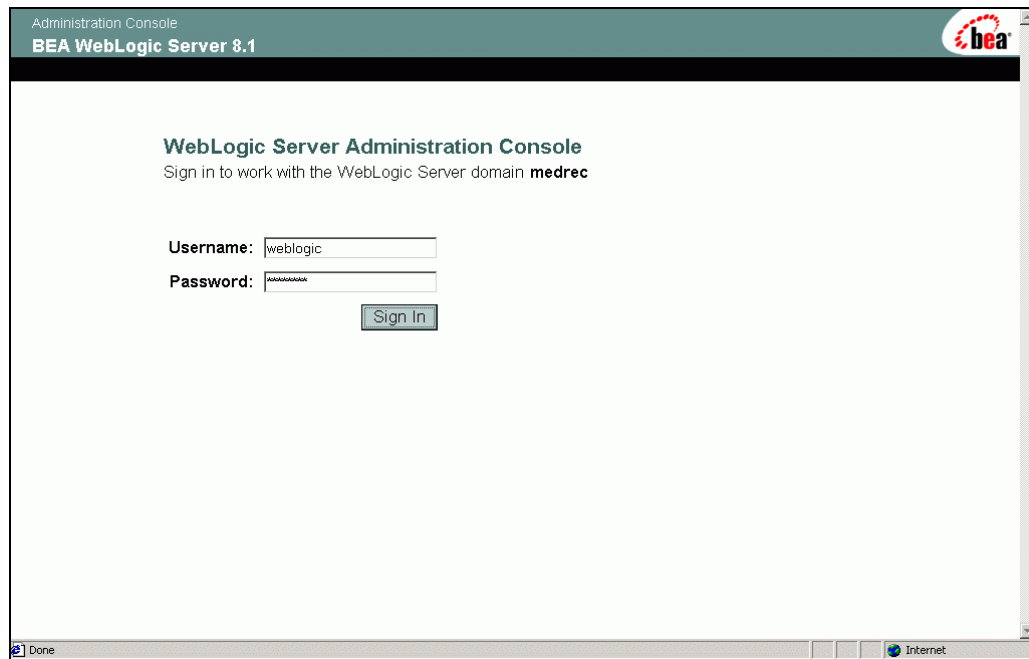 Administration Console
BEA WebLogic Server 8.1
bea
WebLogic Server Administration Console
Sign in to work with the WebLogic Server domain medrec
Username: weblogic
Password: ********
Sign In
Done
Internet